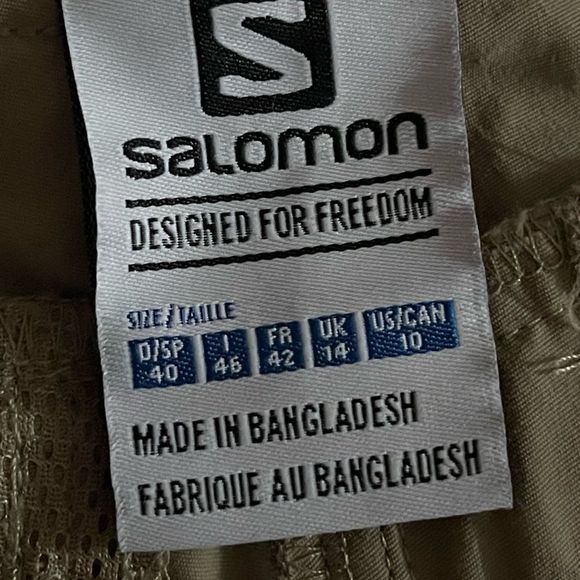 S
SALOMON
DESIGNED FOR FREEDOM
SIZE/TAILLE
D/SP I FR UK US/CAN
40 46 42 14 10
MADE IN BANGLADESH
FABRIQUE AU BANGLADESH